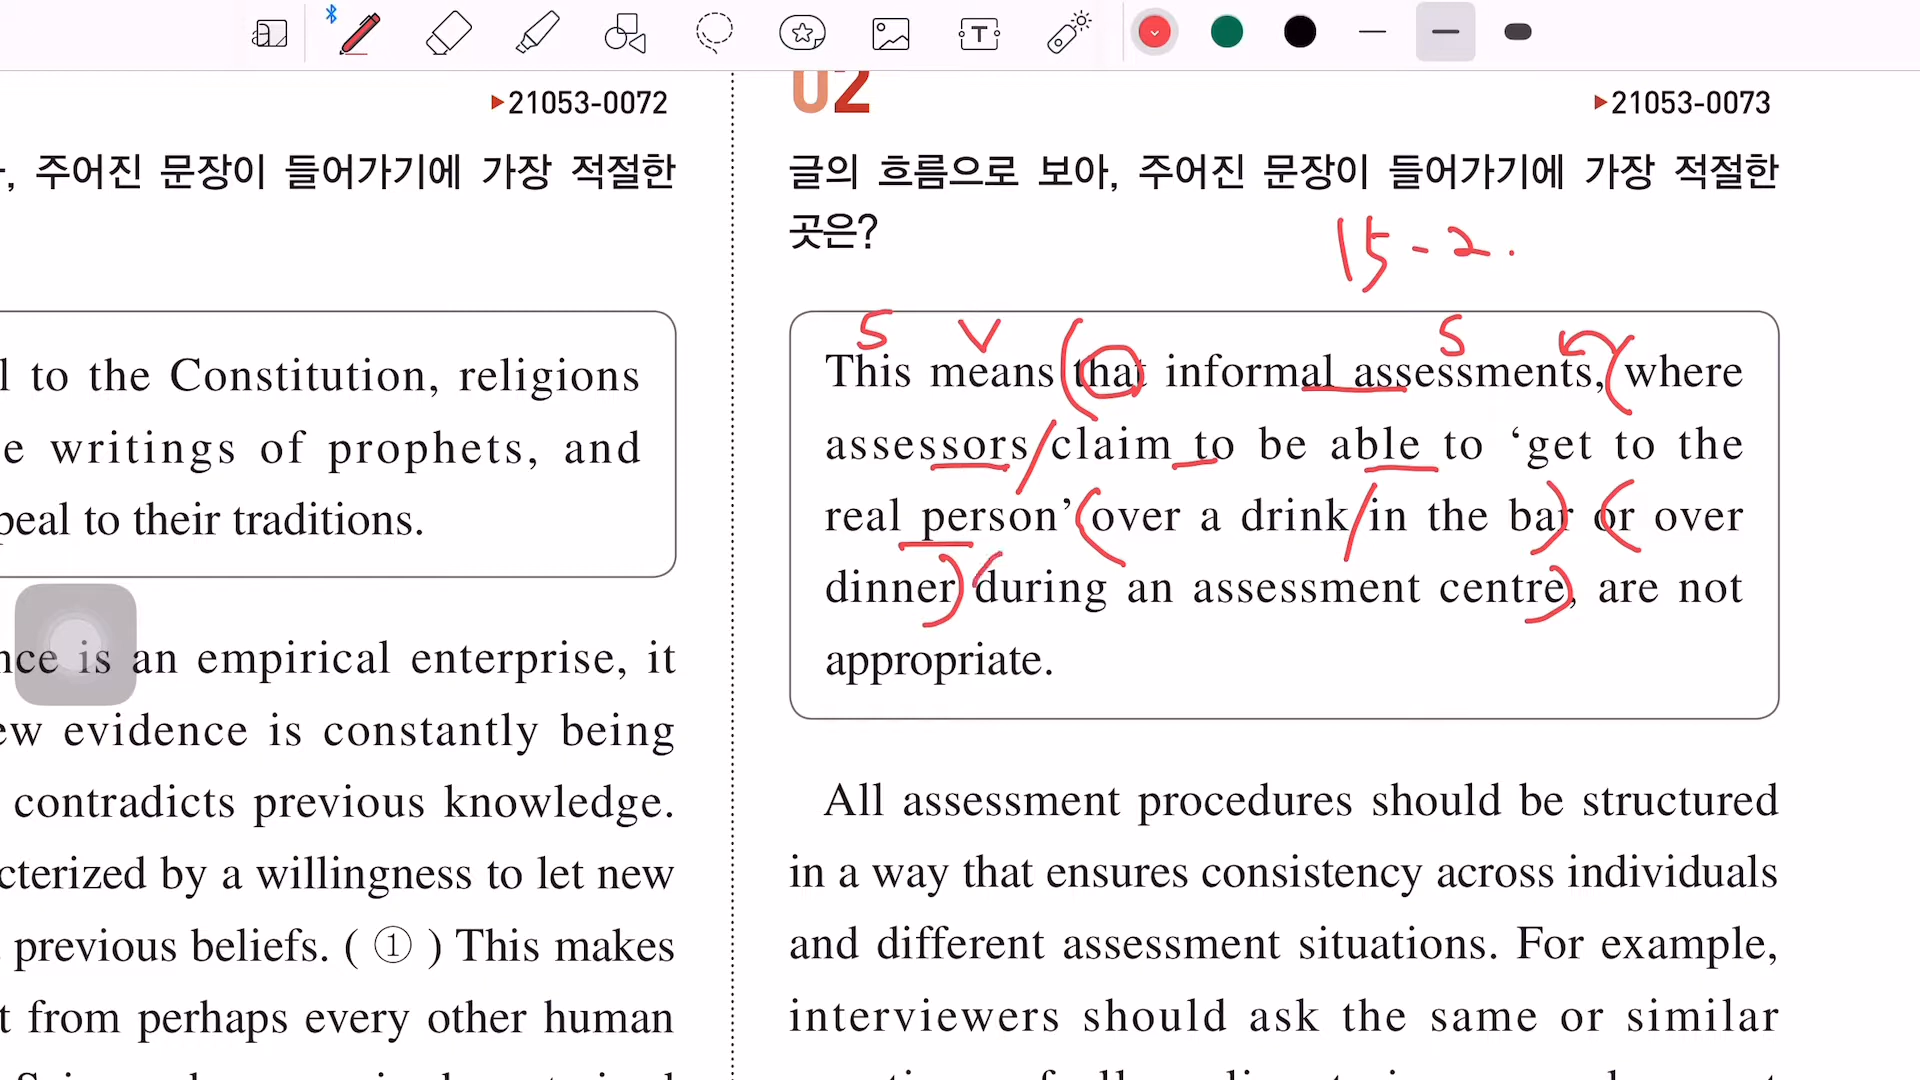 ▶21053-0072
, 주어진 문장이 들어가기에 가장 적절한
l to the Constitution, religions
e writings of prophets, and
peal to their traditions.
nce is an empirical enterprise, it
ew evidence is constantly being
contradicts previous knowledge.
cterized by a willingness to let new
previous beliefs. ( ① ) This makes
t from perhaps every other human
02
▶21053-0073
글의 흐름으로 보아, 주어진 문장이 들어가기에 가장 적절한
곳은?
15-2.
S V S
This means that informal assessments, where
assessors claim to be able to ‘get to the
real person’ over a drink in the bar or over
dinner during an assessment centre, are not
appropriate.
All assessment procedures should be structured
in a way that ensures consistency across individuals
and different assessment situations. For example,
interviewers should ask the same or similar